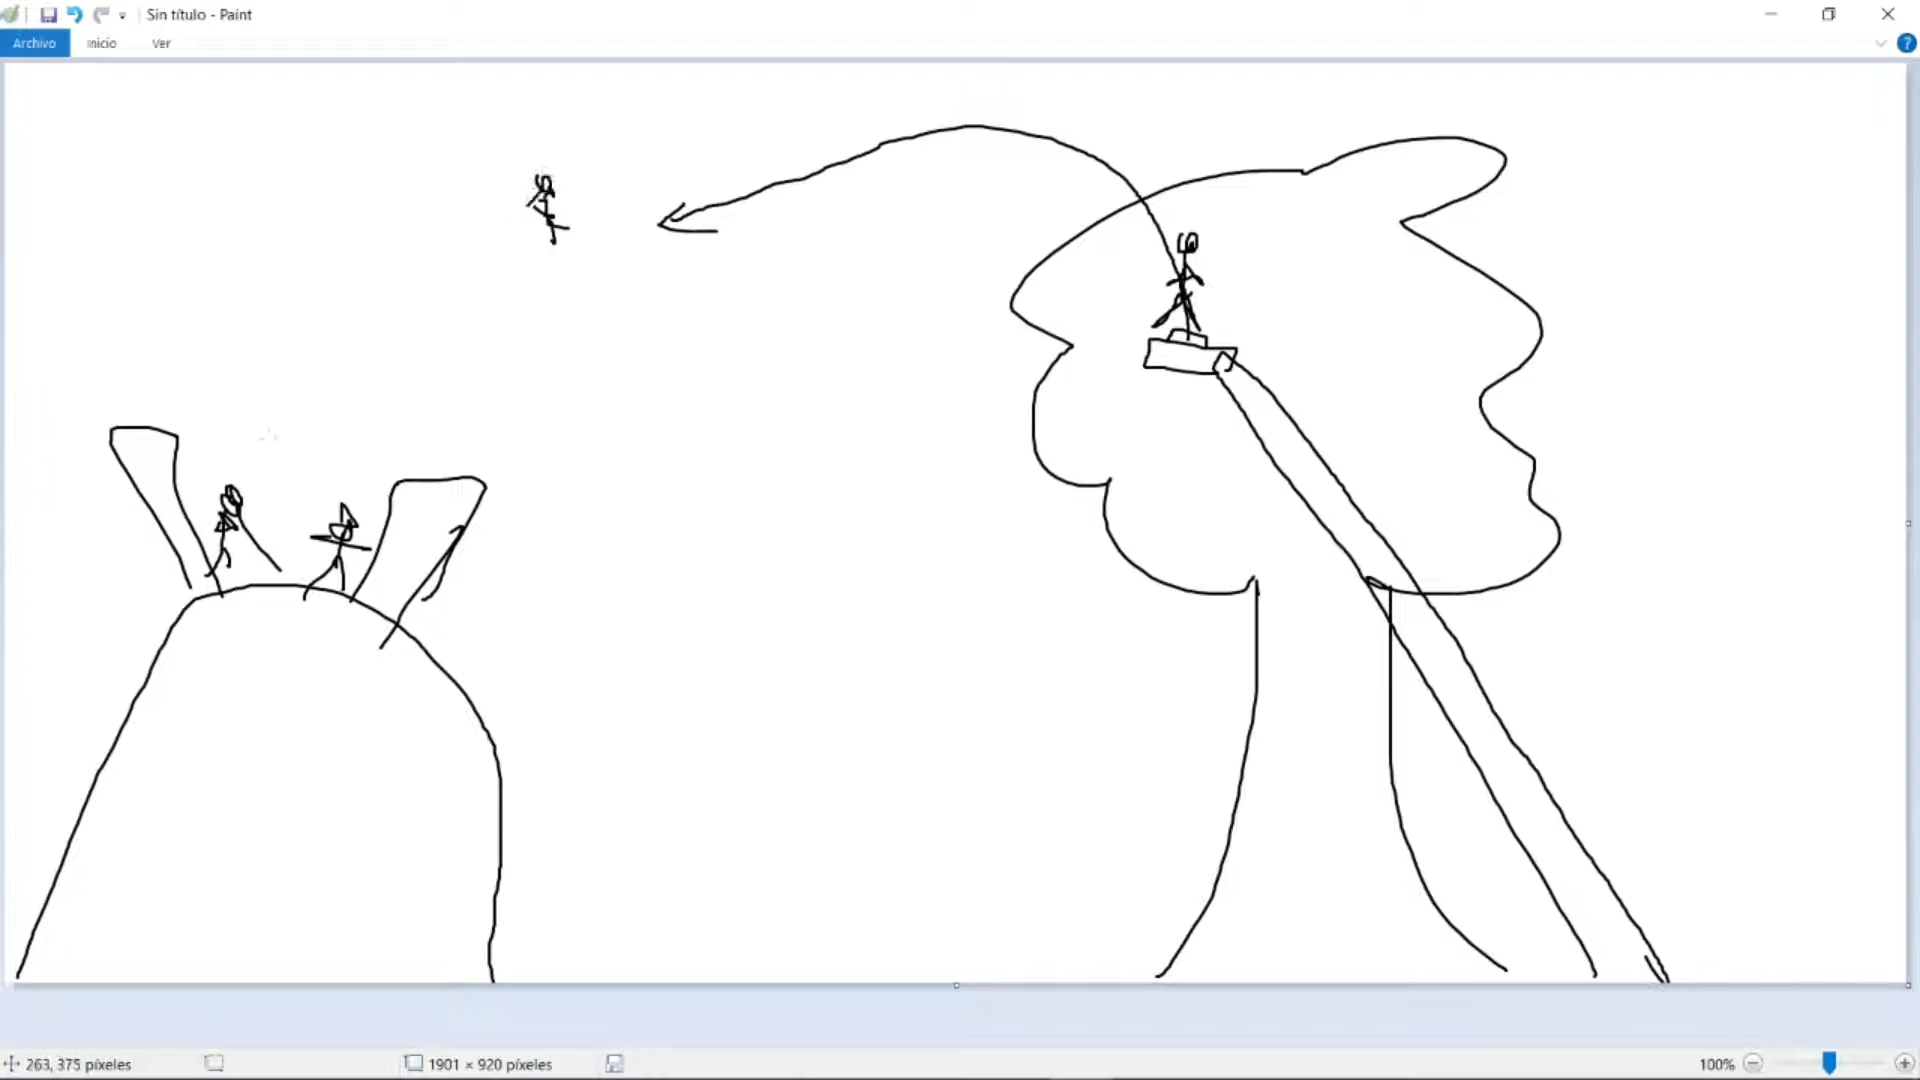 Sin título - Paint
Archivo Inicio Ver
263, 375 píxeles 1901 × 920 píxeles 100%